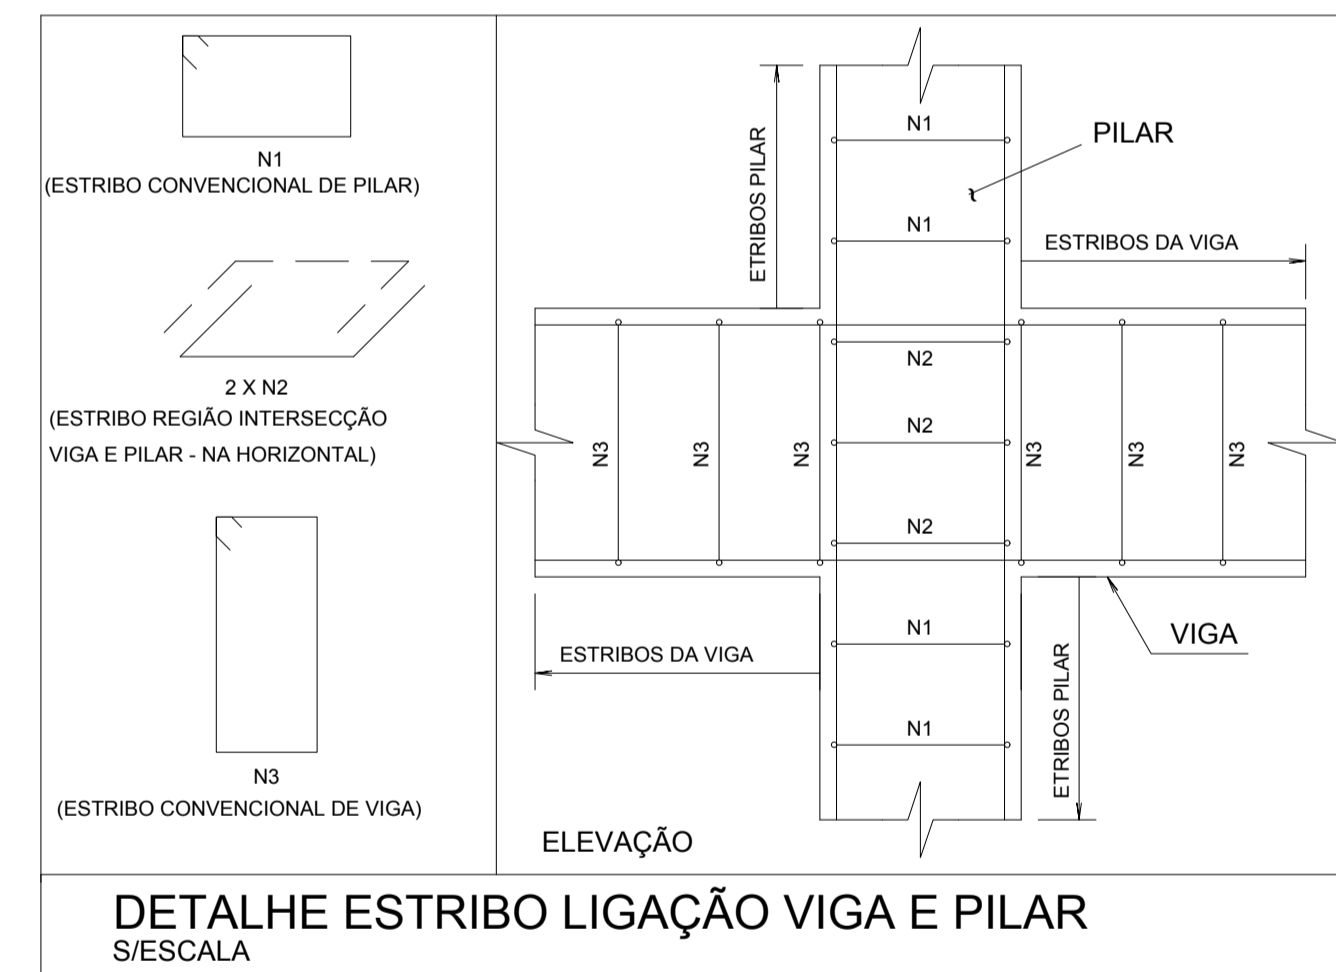 N1
(ESTRIBO CONVENCIONAL DE PILAR)
2 X N2
(ESTRIBO REGIÃO INTERSECÇÃO
VIGA E PILAR - NA HORIZONTAL)
N3
(ESTRIBO CONVENCIONAL DE VIGA)
N1
PILAR
ETRIBOS PILAR
N1
ESTRIBOS DA VIGA
N2
N2
N3
N3
N3
N3
N3
N3
N2
N1
VIGA
ESTRIBOS DA VIGA
ETRIBOS PILAR
N1
ELEVAÇÃO
DETALHE ESTRIBO LIGAÇÃO VIGA E PILAR
S/ESCALA